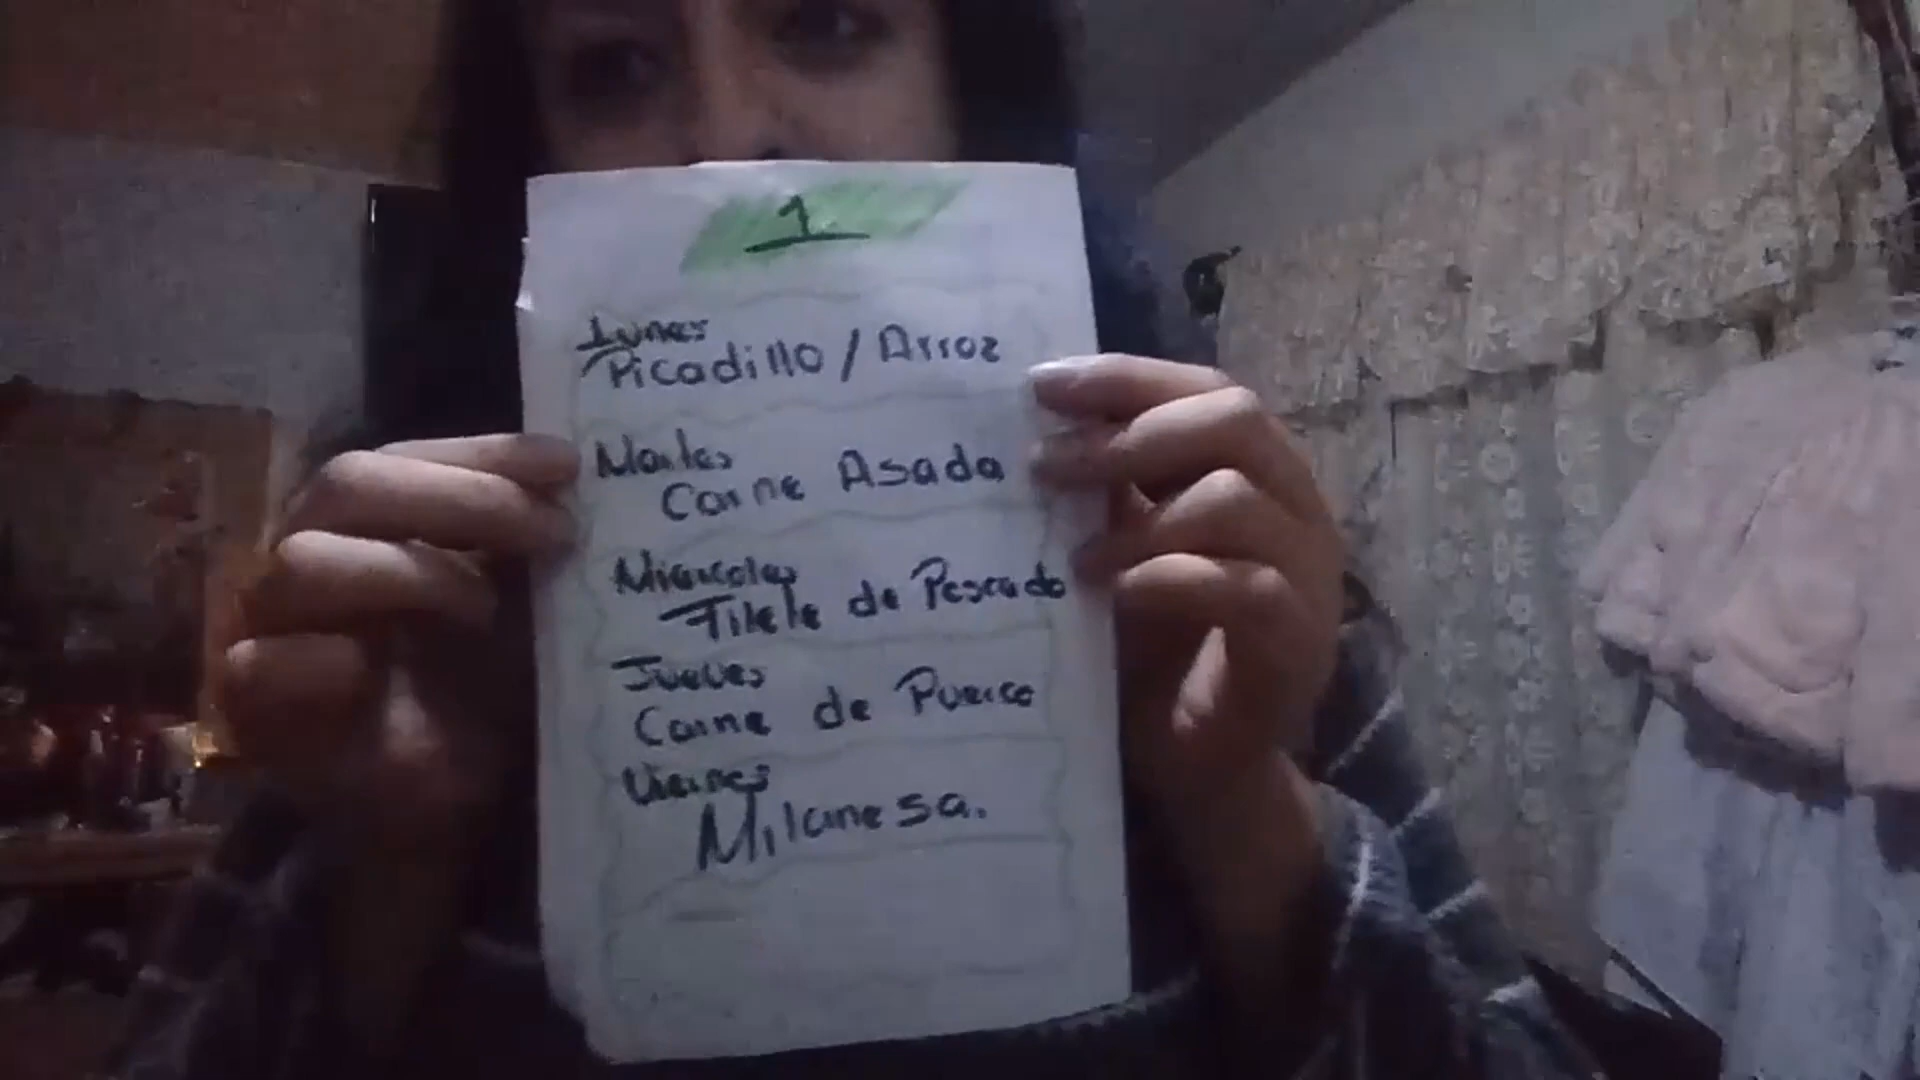 1
Lunes
Picadillo / Arroz
Martes
Carne Asada
Miercoles
Filete de Pescado
Jueves
Carne de Puerco
Viernes
Milanesa.